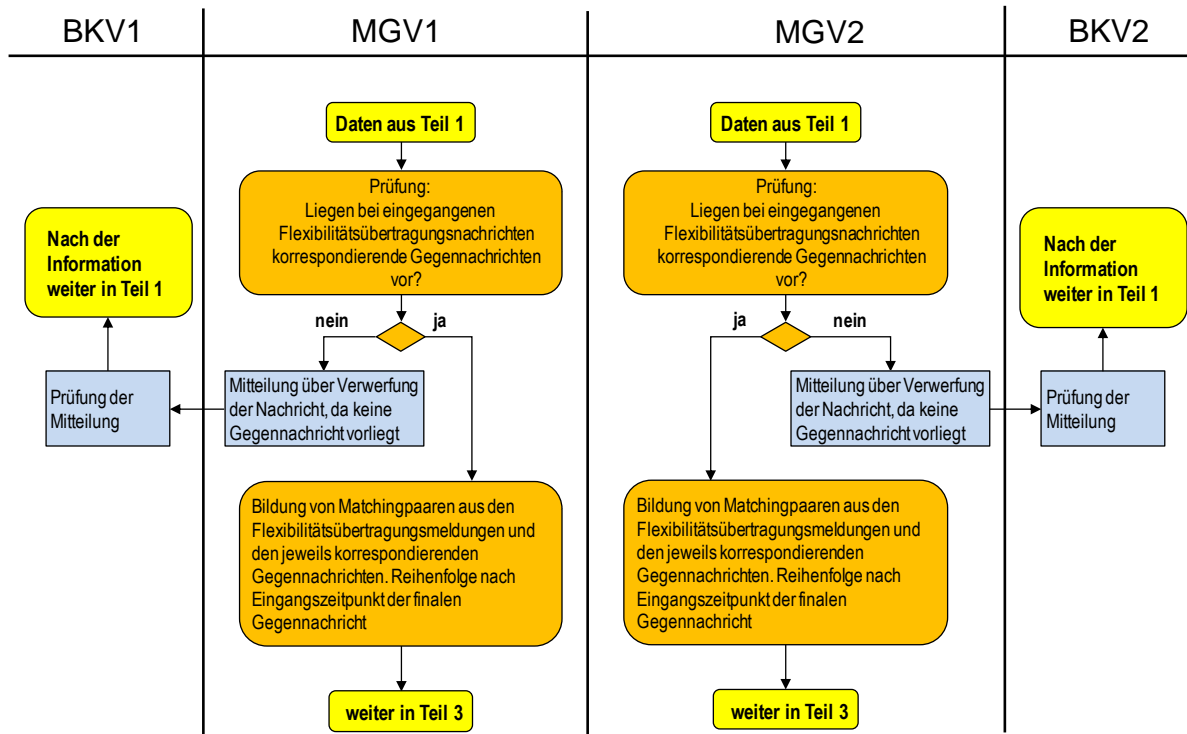 BKV1
MGV1
MGV2
BKV2
Daten aus Teil 1
Prüfung:
Liegen bei eingegangenen
Flexibilitätsübertragungsnachrichten
korrespondierende Gegennachrichten
vor?
nein
ja
Mitteilung über Verwerfung
der Nachricht, da keine
Gegennachricht vorliegt
Prüfung der
Mitteilung
Nach der
Information
weiter in Teil 1
Bildung von Matchingpaaren aus den
Flexibilitätsübertragungsmeldungen und
den jeweils korrespondierenden
Gegennachrichten. Reihenfolge nach
Eingangszeitpunkt der finalen
Gegennachricht
weiter in Teil 3
Daten aus Teil 1
Prüfung:
Liegen bei eingegangenen
Flexibilitätsübertragungsnachrichten
korrespondierende Gegennachrichten
vor?
ja
nein
Mitteilung über Verwerfung
der Nachricht, da keine
Gegennachricht vorliegt
Prüfung der
Mitteilung
Nach der
Information
weiter in Teil 1
Bildung von Matchingpaaren aus den
Flexibilitätsübertragungsmeldungen und
den jeweils korrespondierenden
Gegennachrichten. Reihenfolge nach
Eingangszeitpunkt der finalen
Gegennachricht
weiter in Teil 3